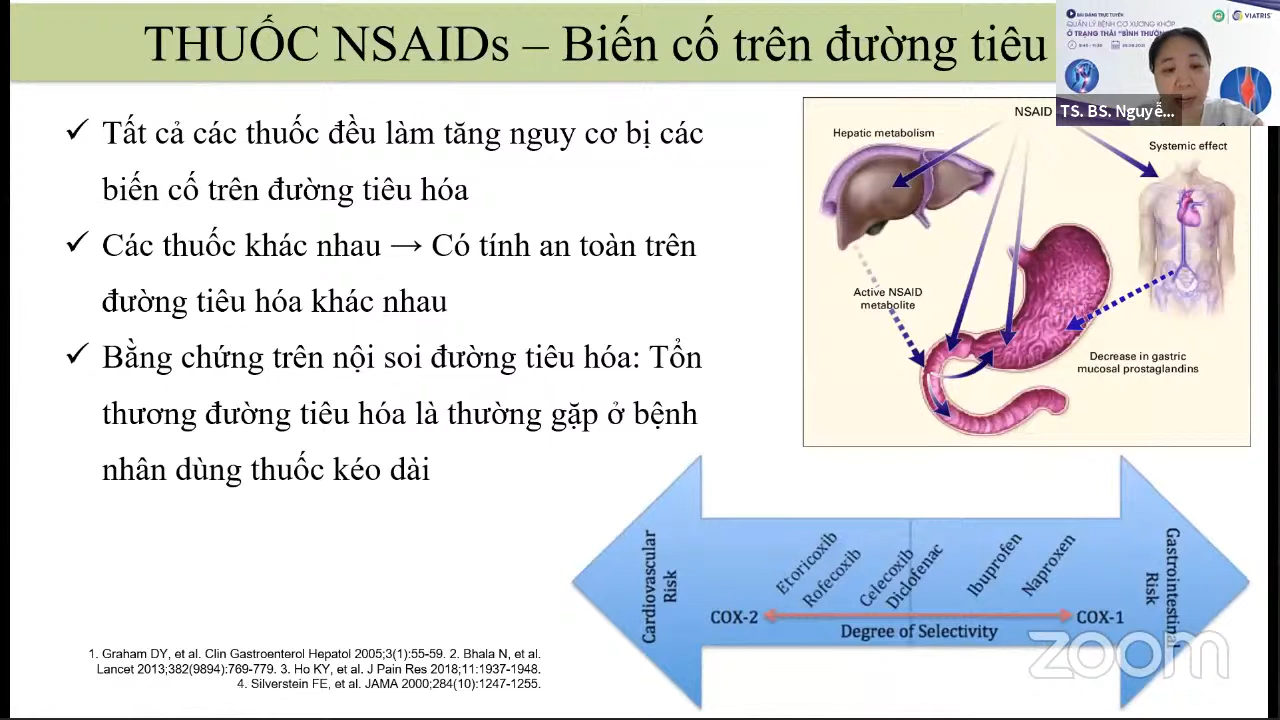 THUỐC NSAIDs – Biến cố trên đường tiêu
BÀI GIẢNG TRỰC TUYẾN
QUẢN LÝ BỆNH CƠ XƯƠNG KHỚP
Ở TRẠNG THÁI "BÌNH THƯỜNG
VIATRIS
TS. BS. Nguyễ...
✓ Tất cả các thuốc đều làm tăng nguy cơ bị các
biến cố trên đường tiêu hóa
✓ Các thuốc khác nhau → Có tính an toàn trên
đường tiêu hóa khác nhau
✓ Bằng chứng trên nội soi đường tiêu hóa: Tổn
thương đường tiêu hóa là thường gặp ở bệnh
nhân dùng thuốc kéo dài
NSAID
Hepatic metabolism
Systemic effect
Active NSAID
metabolite
Decrease in gastric
mucosal prostaglandins
Cardiovascular
Risk
COX-2
Etoricoxib
Rofecoxib
Celecoxib
Diclofenac
Ibuprofen
Naproxen
COX-1
Degree of Selectivity
Gastrointestinal
Risk
zoom
1. Graham DY, et al. Clin Gastroenterol Hepatol 2005;3(1):55-59. 2. Bhala N, et al.
Lancet 2013;382(9894):769-779. 3. Ho KY, et al. J Pain Res 2018;11:1937-1948.
4. Silverstein FE, et al. JAMA 2000;284(10):1247-1255.